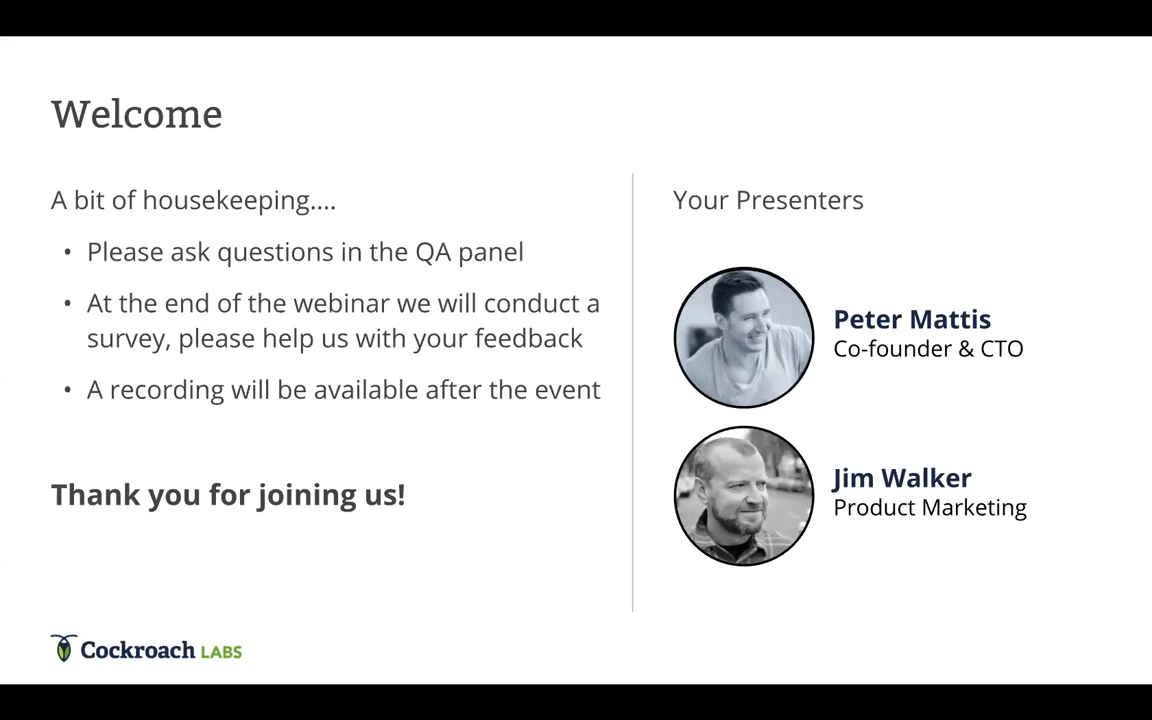 Welcome
A bit of housekeeping....
• Please ask questions in the QA panel
• At the end of the webinar we will conduct a
survey, please help us with your feedback
• A recording will be available after the event
Thank you for joining us!
Your Presenters
Peter Mattis
Co-founder & CTO
Jim Walker
Product Marketing
Cockroach LABS